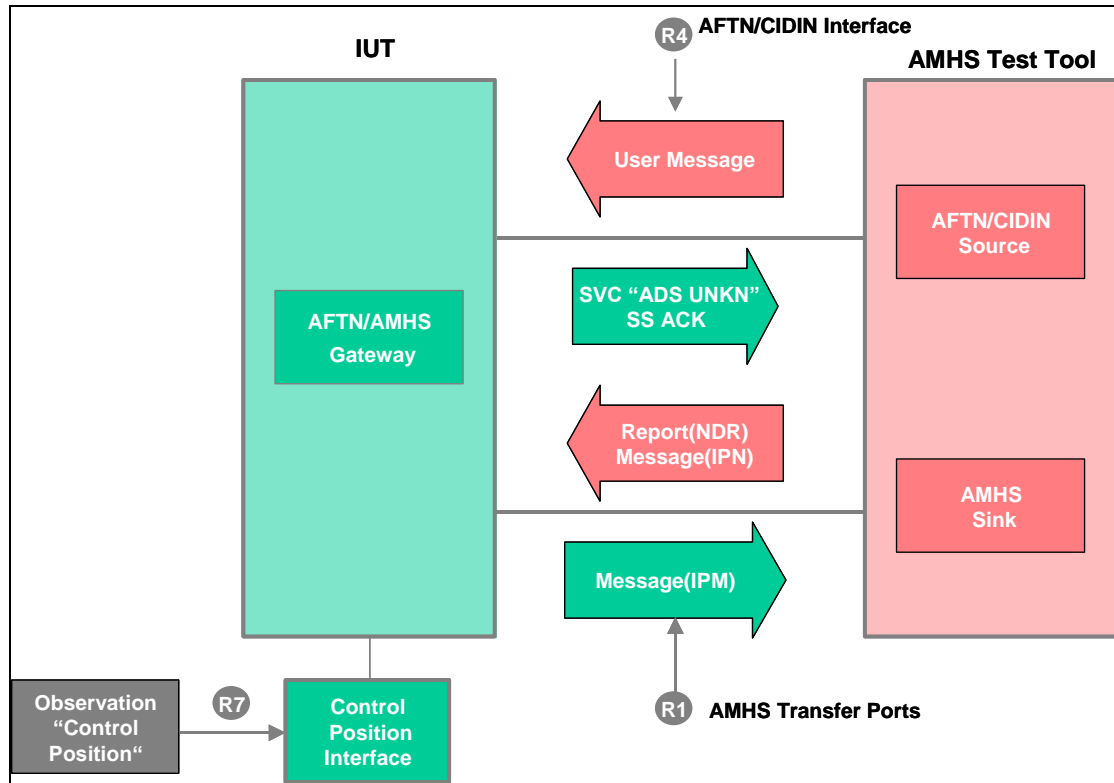 R4 AFTN/CIDIN Interface
IUT
AMHS Test Tool
User Message
AFTN/CIDIN
Source
SVC “ADS UNKN”
SS ACK
AFTN/AMHS
Gateway
Report(NDR)
Message(IPN)
AMHS
Sink
Message(IPM)
Observation
“Control
Position“
R7
Control
Position
Interface
R1 AMHS Transfer Ports